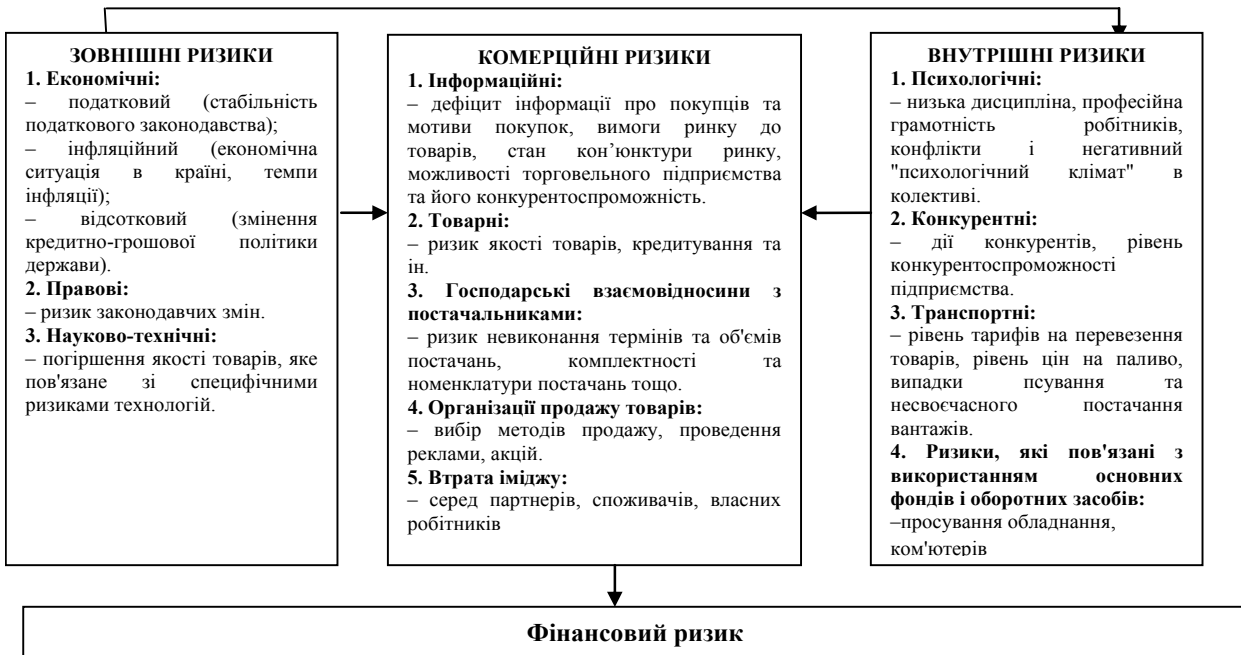 ЗОВНІШНІ РИЗИКИ
1. Економічні:
– податковий (стабільність
податкового законодавства);
– інфляційний (економічна
ситуація в країні, темпи
інфляції);
– відсотковий (змінення
кредитно-грошової політики
держави).
2. Правові:
– ризик законодавчих змін.
3. Науково-технічні:
– погіршення якості товарів, яке
пов'язане зі специфічними
ризиками технологій.
КОМЕРЦІЙНІ РИЗИКИ
1. Інформаційні:
– дефіцит інформації про покупців та
мотиви покупок, вимоги ринку до
товарів, стан кон’юнктури ринку,
можливості торговельного підприємства
та його конкурентоспроможність.
2. Товарні:
– ризик якості товарів, кредитування та
ін.
3. Господарські взаємовідносини з
постачальниками:
– ризик невиконання термінів та об'ємів
постачань, комплектності та
номенклатури постачань тощо.
4. Організації продажу товарів:
– вибір методів продажу, проведення
реклами, акцій.
5. Втрата іміджу:
– серед партнерів, споживачів, власних
робітників
ВНУТРІШНІ РИЗИКИ
1. Психологічні:
– низька дисципліна, професійна
грамотність робітників,
конфлікти і негативний
"психологічний клімат" в
колективі.
2. Конкурентні:
– дії конкурентів, рівень
конкурентоспроможності
підприємства.
3. Транспортні:
– рівень тарифів на перевезення
товарів, рівень цін на паливо,
випадки псування та
несвоєчасного постачання
вантажів.
4. Ризики, які пов'язані з
використанням основних
фондів і оборотних засобів:
–просування обладнання,
ком'ютерів
Фінансовий ризик